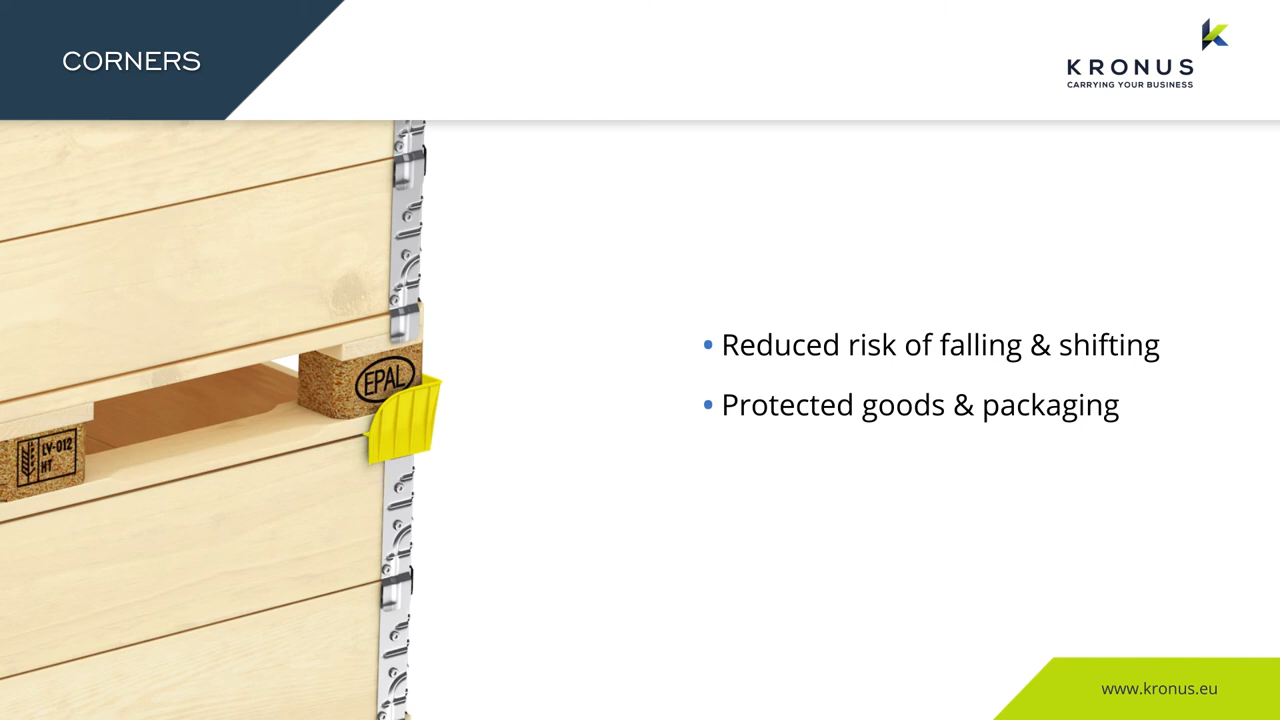 CORNERS
KRONUS
CARRYING YOUR BUSINESS
• Reduced risk of falling & shifting
• Protected goods & packaging
EPAL
LV-012
HT
www.kronus.eu